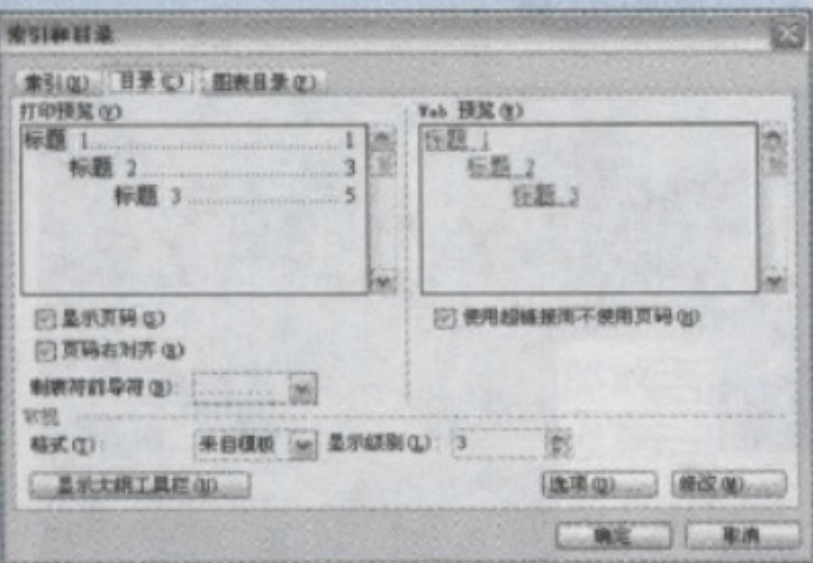 索引和目录
索引(X) 目录(C) 图表目录(F)
打印预览(V)
标题 1 1
标题 2 3
标题 3 5
Web 预览(W)
标题 1
标题 2
标题 3
显示页码(S)
页码右对齐(R)
使用超链接而不使用页码(H)
制表符前导符(B): ........
常规
格式(T): 来自模板 显示级别(L): 3
显示大纲工具栏(U) 选项(O)... 修改(M)...
确定 取消